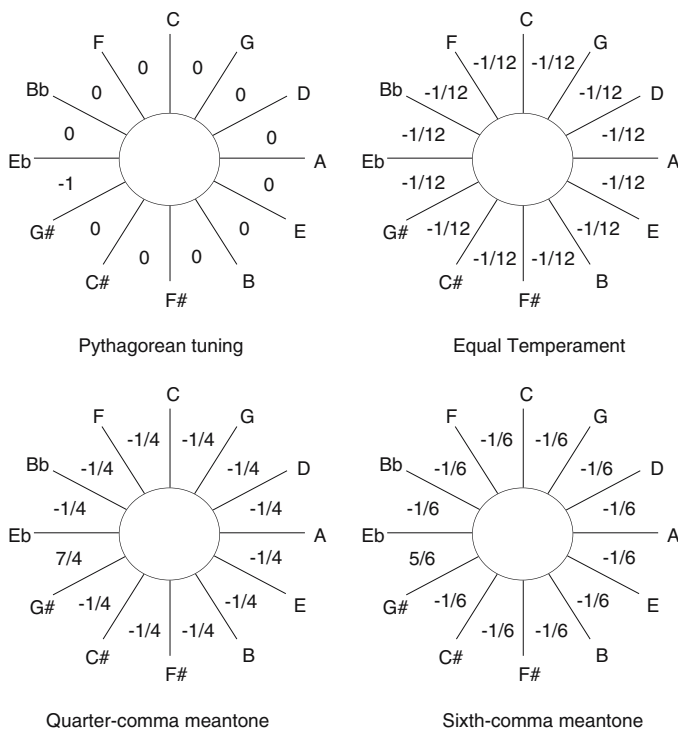 C C
F G F G
0 0 -1/12 -1/12
Bb 0 0 D Bb -1/12 -1/12 D
0 0 -1/12 -1/12
Eb A Eb A
-1 0 -1/12 -1/12
G# 0 0 E G# -1/12 -1/12 E
0 0 -1/12 -1/12
C# B C# B
F# F#
Pythagorean tuning Equal Temperament
C C
F G F G
-1/4 -1/4 -1/6 -1/6
Bb -1/4 -1/4 D Bb -1/6 -1/6 D
-1/4 -1/4 -1/6 -1/6
Eb A Eb A
7/4 -1/4 5/6 -1/6
G# -1/4 -1/4 E G# -1/6 -1/6 E
-1/4 -1/4 -1/6 -1/6
C# B C# B
F# F#
Quarter-comma meantone Sixth-comma meantone